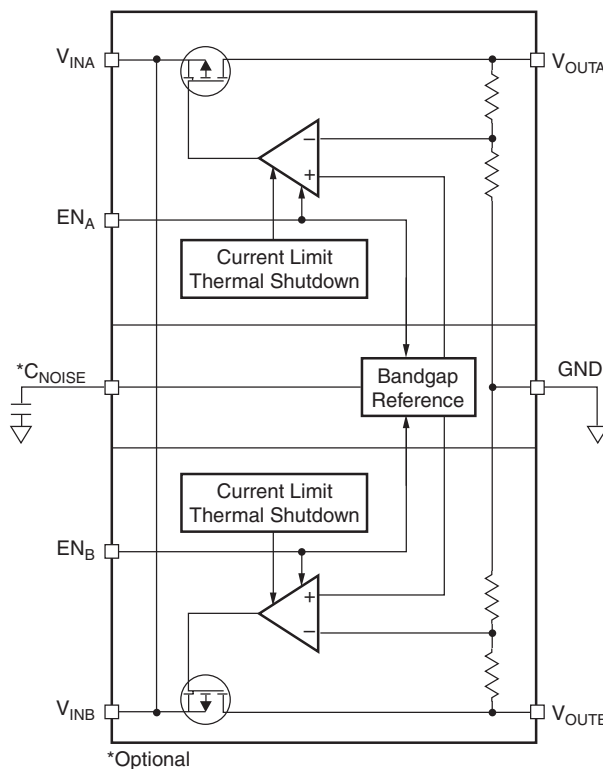 V_INA
V_OUTA
−
+
EN_A
Current Limit
Thermal Shutdown
*C_NOISE
Bandgap
Reference
GND
Current Limit
Thermal Shutdown
EN_B
+
−
V_INB
V_OUTB
*Optional